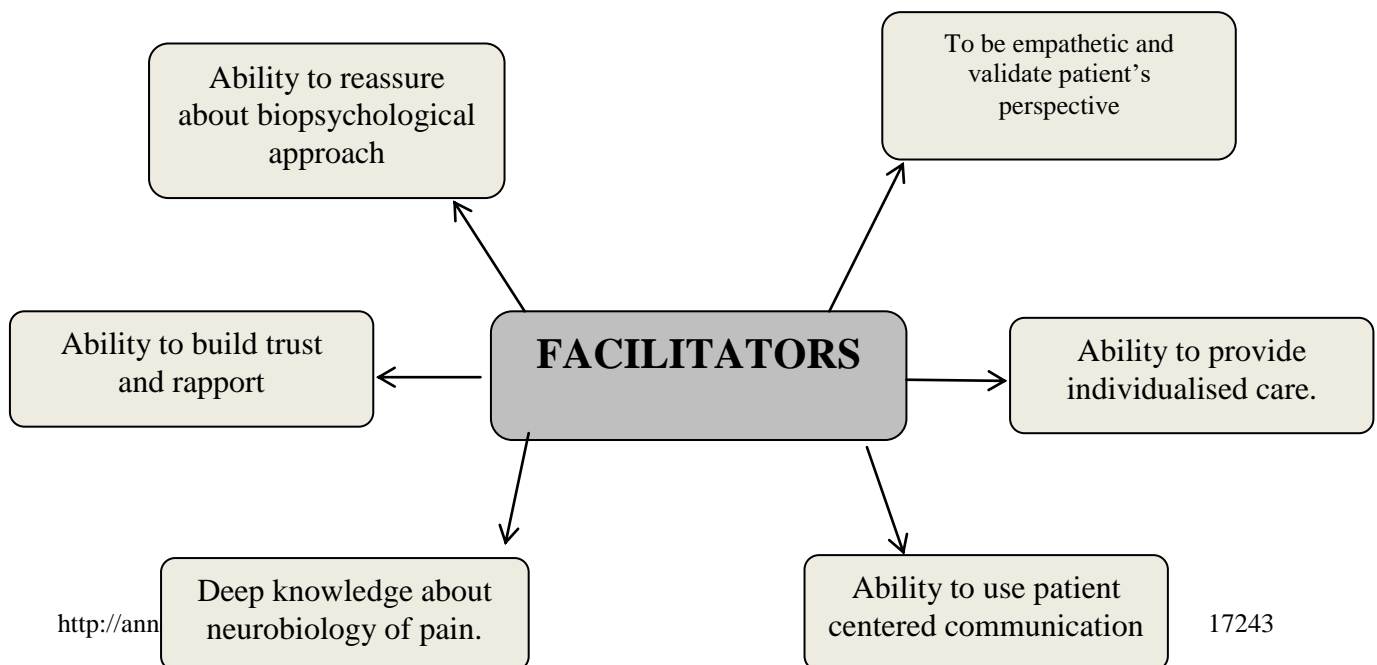 Ability to reassure
about biopsychological
approach
To be empathetic and
validate patient’s
perspective
Ability to build trust
and rapport
FACILITATORS
Ability to provide
individualised care.
Deep knowledge about
neurobiology of pain.
Ability to use patient
centered communication
http://ann
17243